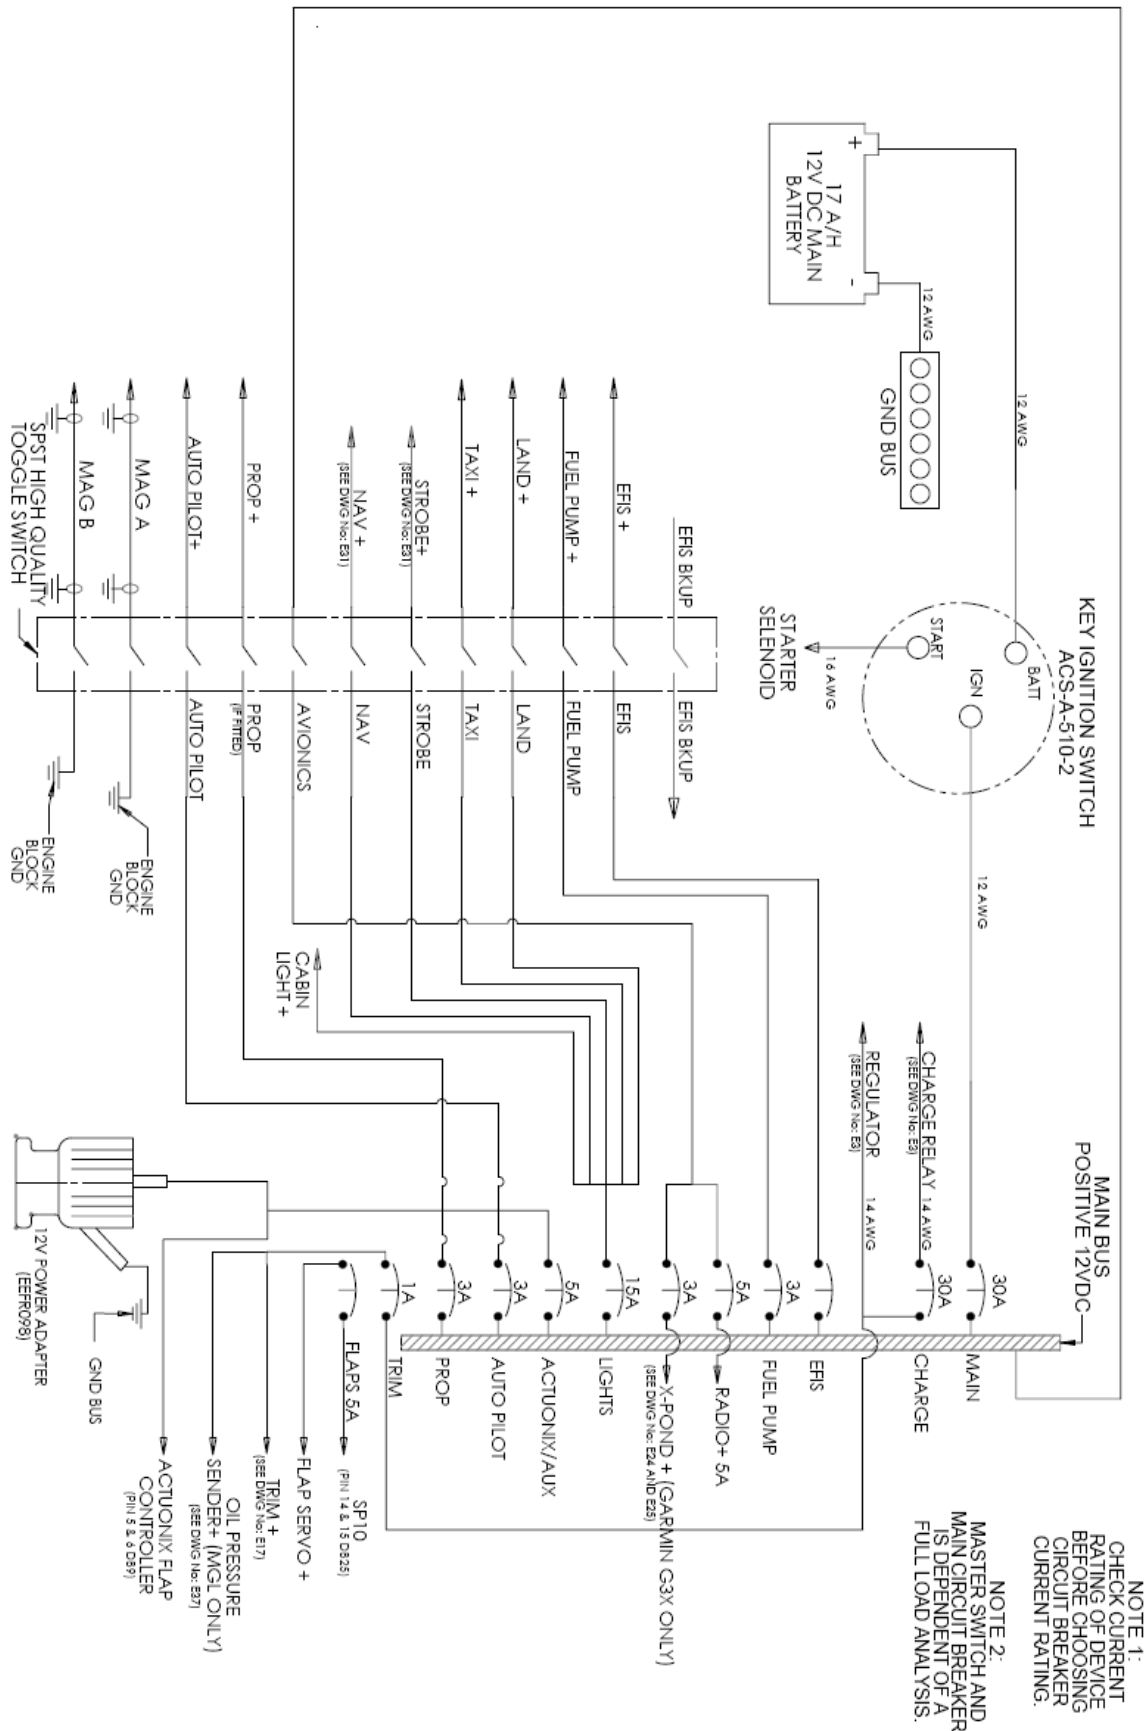 NOTE 1:
CHECK CURRENT
RATING OF DEVICE
BEFORE CHOOSING
CIRCUIT BREAKER
CURRENT RATING.
NOTE 2:
MASTER SWITCH AND
MAIN CIRCUIT BREAKER
IS DEPENDENT OF A
FULL LOAD ANALYSIS.
KEY IGNITION SWITCH
ACS-A-510-2
BATT
IGN
START
STARTER
SELENOID
16 AWG
12 AWG
12 AWG
12 AWG
+
-
17 A/H
12V DC MAIN
BATTERY
GND BUS
MAIN BUS
POSITIVE 12VDC
CHARGE RELAY
(SEE DWG No: E3)
14 AWG
REGULATOR
(SEE DWG No: E3)
14 AWG
30A
MAIN
30A
CHARGE
EFIS
3A
FUEL PUMP
5A
RADIO+ 5A
3A
X-POND + (GARMIN G3X ONLY)
(SEE DWG No: E24 AND E25)
15A
LIGHTS
5A
ACTUONIX/AUX
3A
AUTO PILOT
3A
PROP
1A
TRIM
FLAPS 5A
SP10
(PIN 14 & 15 DB25)
FLAP SERVO +
TRIM +
(SEE DWG No: E17)
OIL PRESSURE
SENDER+ (MGL ONLY)
(SEE DWG No: E37)
ACTUONIX FLAP
CONTROLLER
(PIN 5 & 6 DB9)
EFIS BKUP
EFIS BKUP
EFIS +
EFIS
FUEL PUMP +
FUEL PUMP
LAND +
LAND
TAXI +
TAXI
STROBE+
(SEE DWG No: E31)
STROBE
NAV +
(SEE DWG No: E31)
NAV
AVIONICS
PROP +
PROP
(IF FITTED)
AUTO PILOT+
AUTO PILOT
MAG A
MAG B
SPST HIGH QUALITY
TOGGLE SWITCH
ENGINE
BLOCK
GND
ENGINE
BLOCK
GND
CABIN
LIGHT +
12V POWER ADAPTER
(EEFR098)
GND BUS